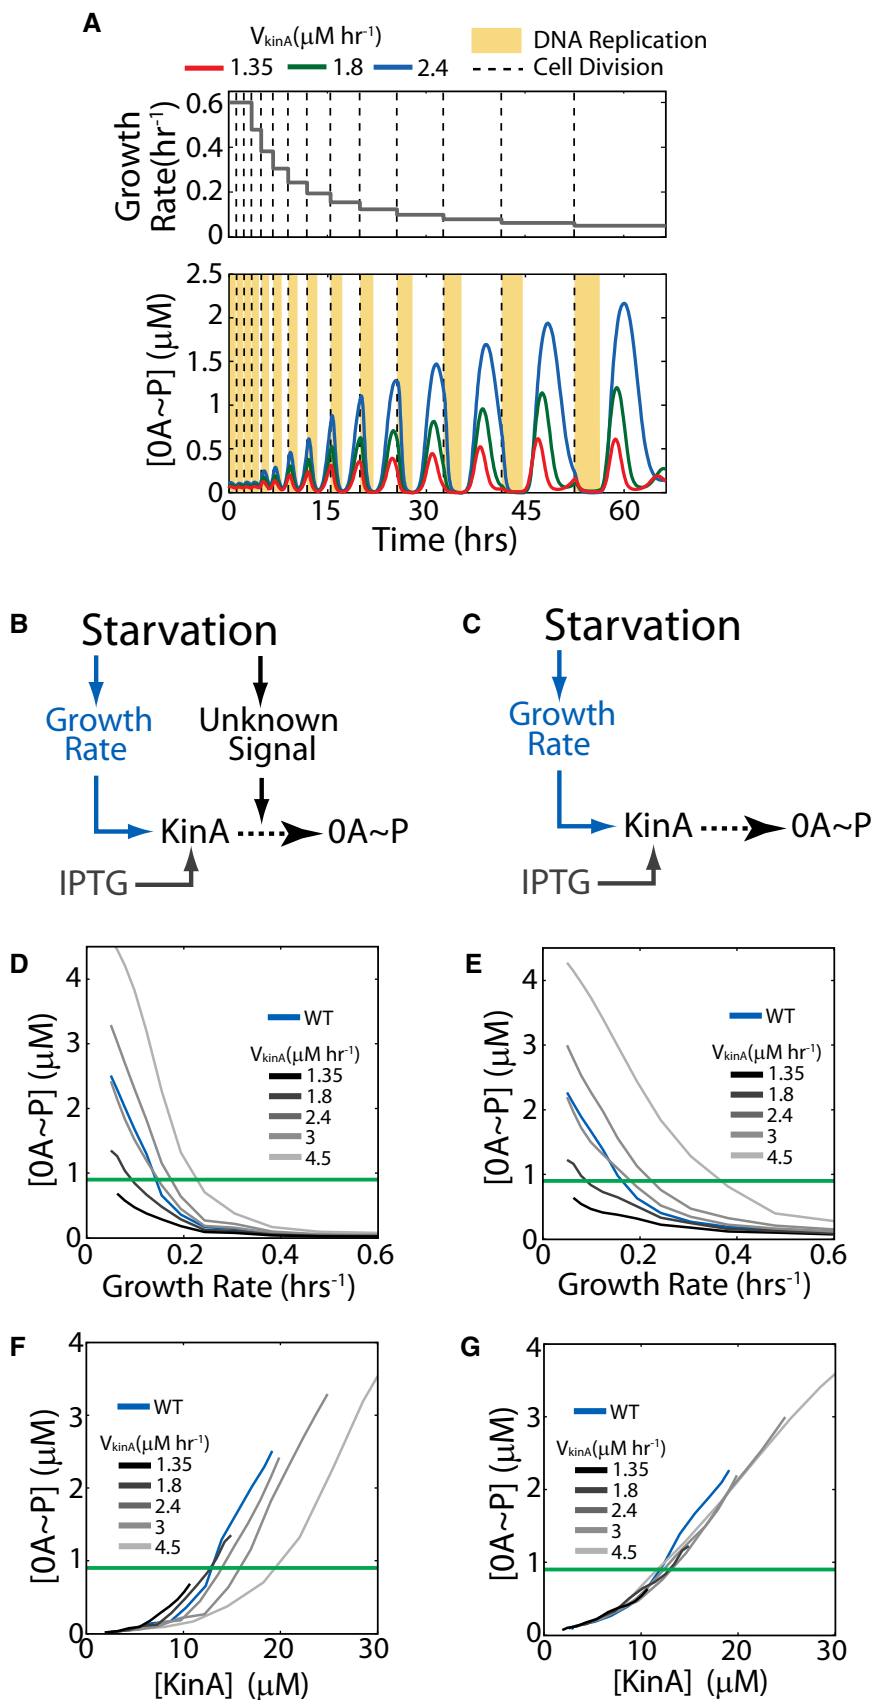 A
VkinA(μM hr-1)
1.35 1.8 2.4
DNA Replication
Cell Division
Growth
Rate(hr-1)
0.6
0.4
0.2
0
[0A~P] (μM)
2.5
2
1.5
1
0.5
0
0 15 30 45 60
Time (hrs)
B
Starvation
Growth
Rate
Unknown
Signal
KinA
0A~P
IPTG
C
Starvation
Growth
Rate
KinA
0A~P
IPTG
D
[0A~P] (μM)
4
3
2
1
0
WT
VkinA(μM hr-1)
1.35
1.8
2.4
3
4.5
0 0.2 0.4 0.6
Growth Rate (hrs-1)
E
[0A~P] (μM)
4
3
2
1
0
WT
VkinA(μM hr-1)
1.35
1.8
2.4
3
4.5
0 0.2 0.4 0.6
Growth Rate (hrs-1)
F
[0A~P] (μM)
4
3
2
1
0
WT
VkinA(μM hr-1)
1.35
1.8
2.4
3
4.5
0 10 20 30
[KinA] (μM)
G
[0A~P] (μM)
4
3
2
1
0
WT
VkinA(μM hr-1)
1.35
1.8
2.4
3
4.5
0 10 20 30
[KinA] (μM)